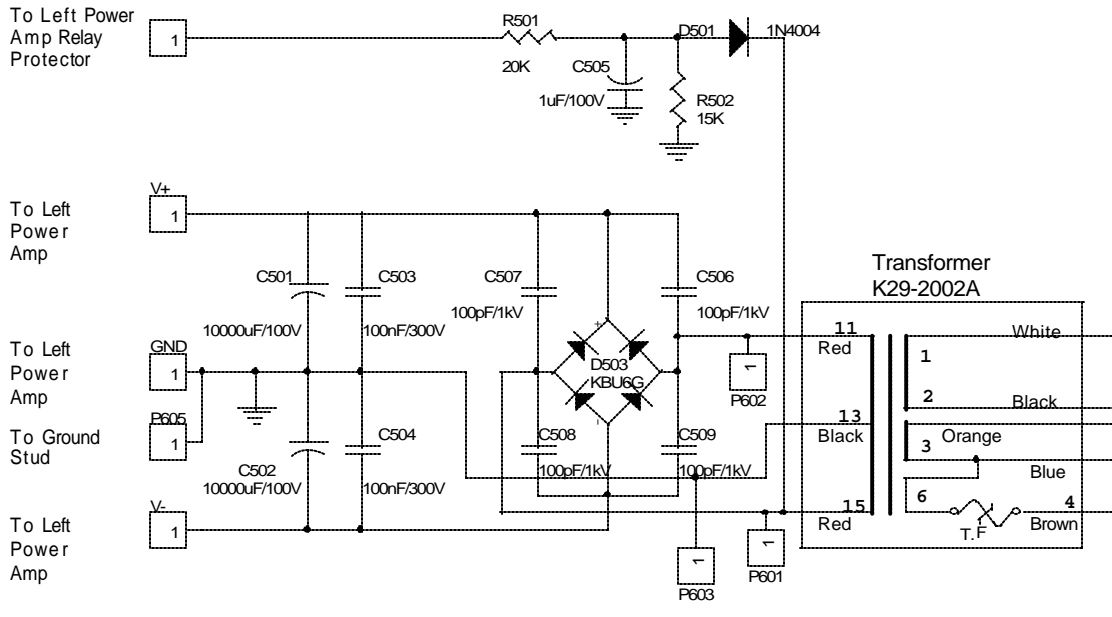 To Left Power
Amp Relay
Protector
1
R501
20K
C505
1uF/100V
D501
1N4004
R502
15K
To Left
Power
Amp
V+
1
C501
10000uF/100V
C503
100nF/300V
C507
100pF/1kV
C506
100pF/1kV
+
D503
KBU6G
-
To Left
Power
Amp
GND
1
P605
1
To Ground
Stud
C502
10000uF/100V
C504
100nF/300V
C508
100pF/1kV
C509
100pF/1kV
To Left
Power
Amp
V-
1
1
P602
1
P603
1
P601
Transformer
K29-2002A
11
Red
13
Black
15
Red
White
1
2
Black
3
Orange
Blue
6
4
T.F
Brown